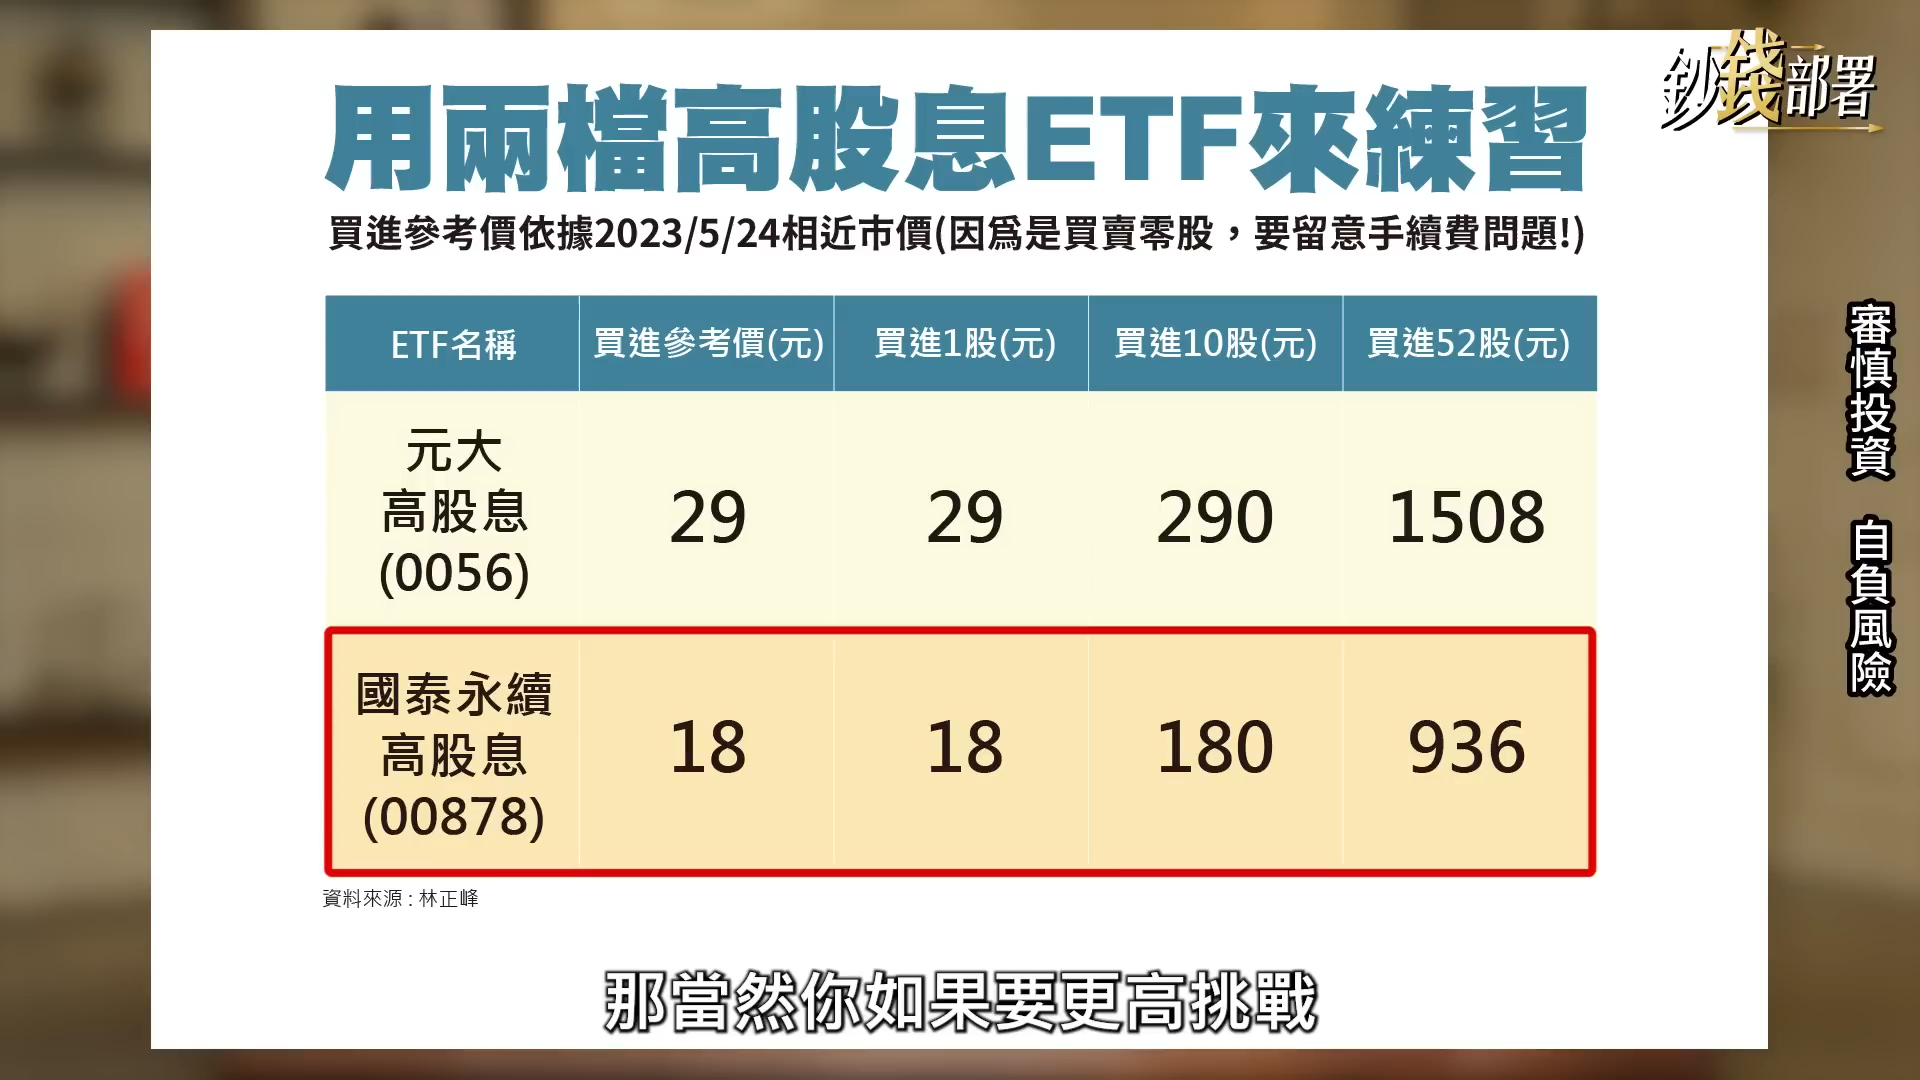 鈔錢部署
用兩檔高股息ETF來練習
買進參考價依據2023/5/24相近市價(因為是買賣零股，要留意手續費問題!)
ETF名稱 買進參考價(元) 買進1股(元) 買進10股(元) 買進52股(元)
元大
高股息
(0056)
29 29 290 1508
國泰永續
高股息
(00878)
18 18 180 936
資料來源 : 林正峰
審慎投資 自負風險
那當然你如果要更高挑戰